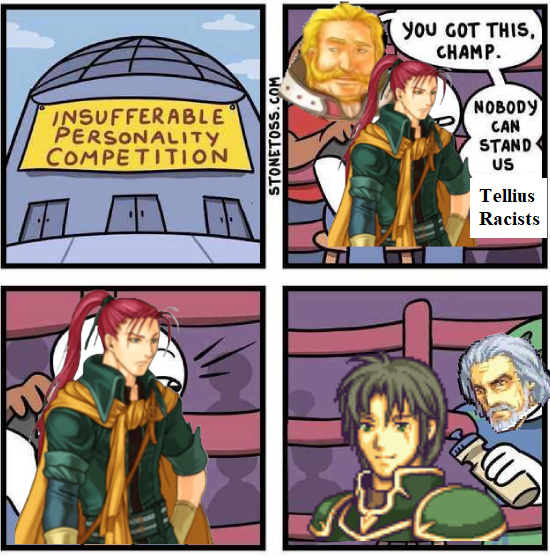 INSUFFERABLE
PERSONALITY
COMPETITION
STONETOSS.COM
YOU GOT THIS,
CHAMP.
NOBODY
CAN
STAND
US
Tellius
Racists